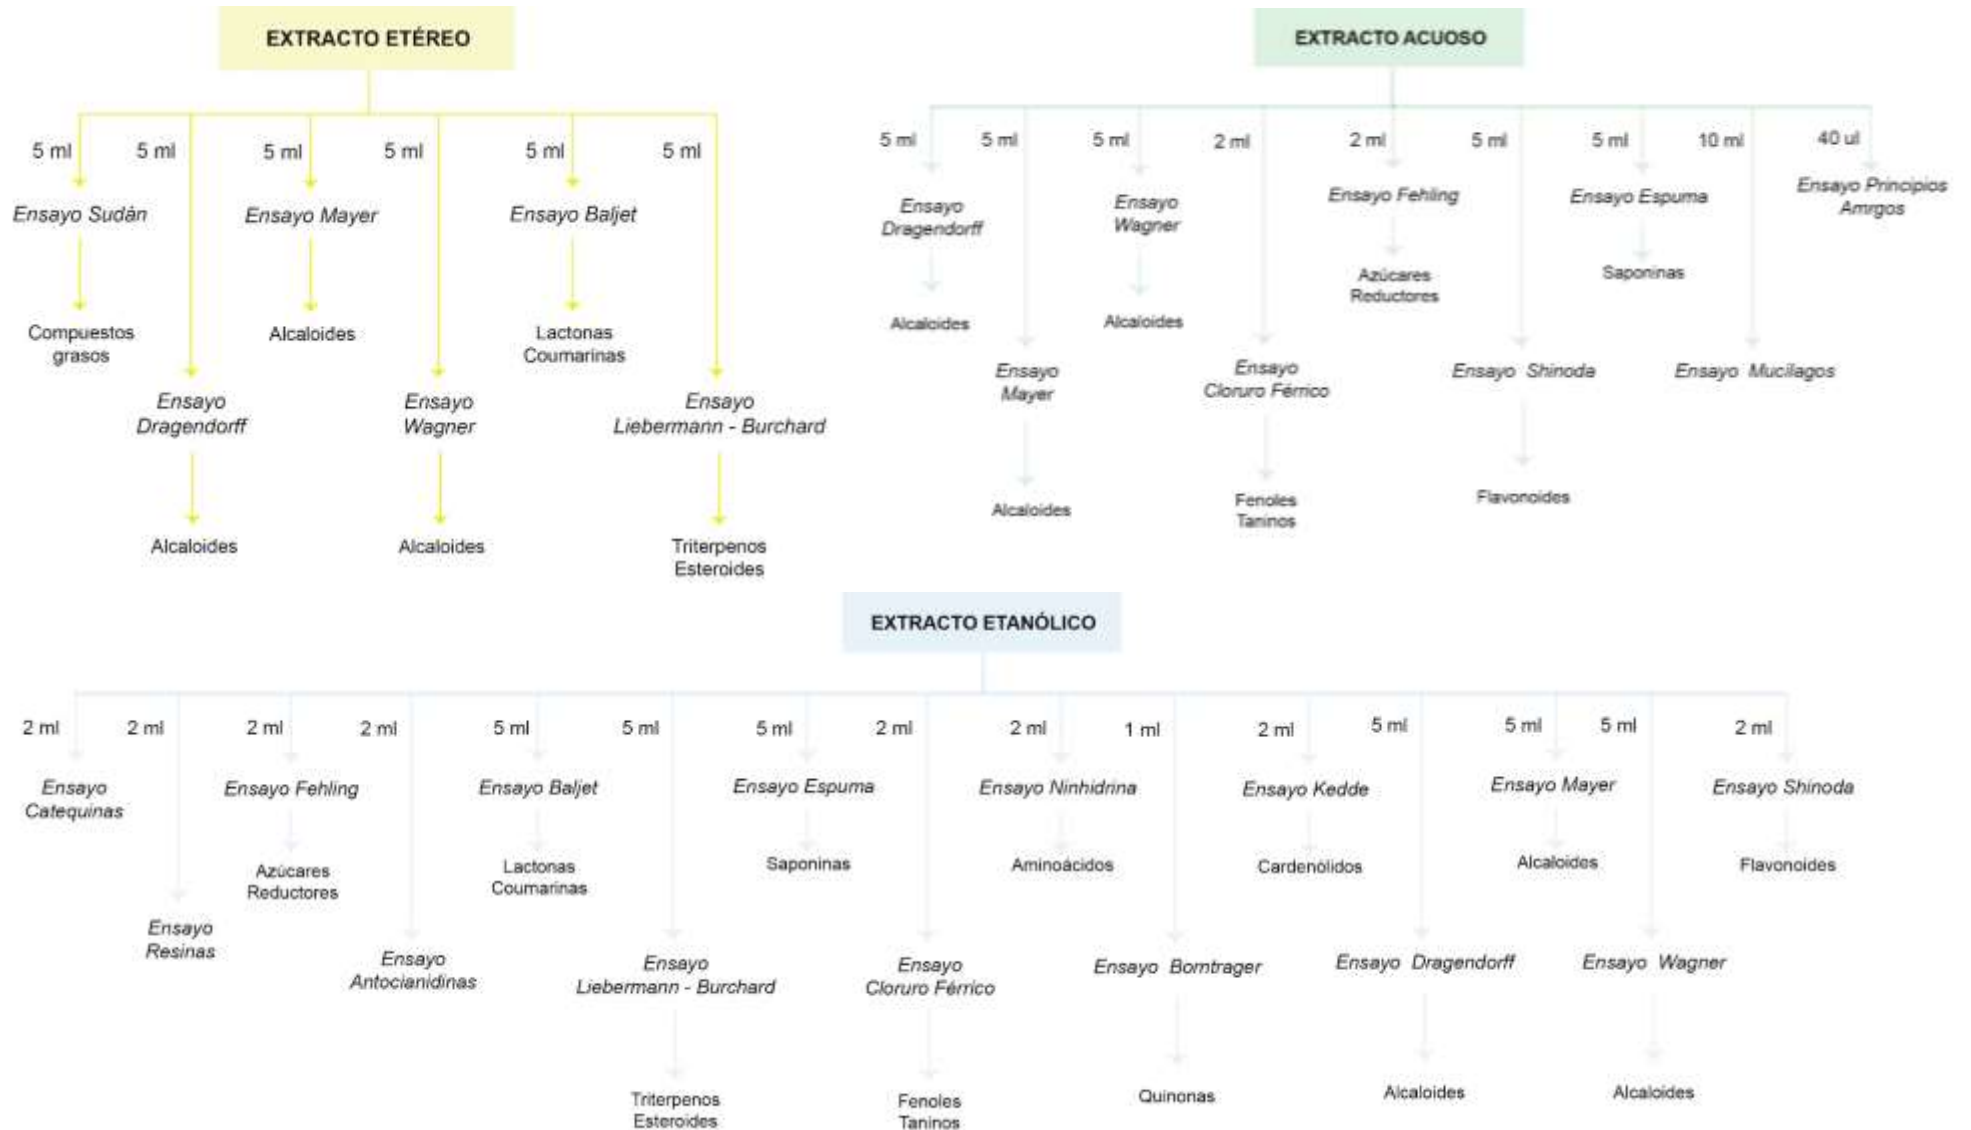 EXTRACTO ETÉREO
5 ml
5 ml
5 ml
5 ml
5 ml
5 ml
Ensayo Sudán
Ensayo Mayer
Ensayo Baljet
Compuestos
grasos
Alcaloides
Lactonas
Coumarinas
Ensayo
Dragendorff
Ensayo
Wagner
Ensayo
Liebermann - Burchard
Alcaloides
Alcaloides
Triterpenos
Esteroides
EXTRACTO ACUOSO
5 ml
5 ml
5 ml
2 ml
2 ml
5 ml
5 ml
10 ml
40 ul
Ensayo
Dragendorff
Ensayo
Wagner
Ensayo Fehling
Ensayo Espuma
Ensayo Principios
Amrgos
Alcaloides
Alcaloides
Azúcares
Reductores
Saponinas
Ensayo
Mayer
Ensayo
Cloruro Férrico
Ensayo Shinoda
Ensayo Mucílagos
Alcaloides
Fenoles
Taninos
Flavonoides
EXTRACTO ETANÓLICO
2 ml
2 ml
2 ml
2 ml
5 ml
5 ml
5 ml
2 ml
2 ml
1 ml
2 ml
5 ml
5 ml
5 ml
2 ml
Ensayo
Catequinas
Ensayo Fehling
Ensayo Baljet
Ensayo Espuma
Ensayo Ninhidrina
Ensayo Kedde
Ensayo Mayer
Ensayo Shinoda
Azúcares
Reductores
Lactonas
Coumarinas
Saponinas
Aminoácidos
Cardenólidos
Alcaloides
Flavonoides
Ensayo
Resinas
Ensayo
Antocianidinas
Ensayo
Liebermann - Burchard
Ensayo
Cloruro Férrico
Ensayo Borntrager
Ensayo Dragendorff
Ensayo Wagner
Triterpenos
Esteroides
Fenoles
Taninos
Quinonas
Alcaloides
Alcaloides